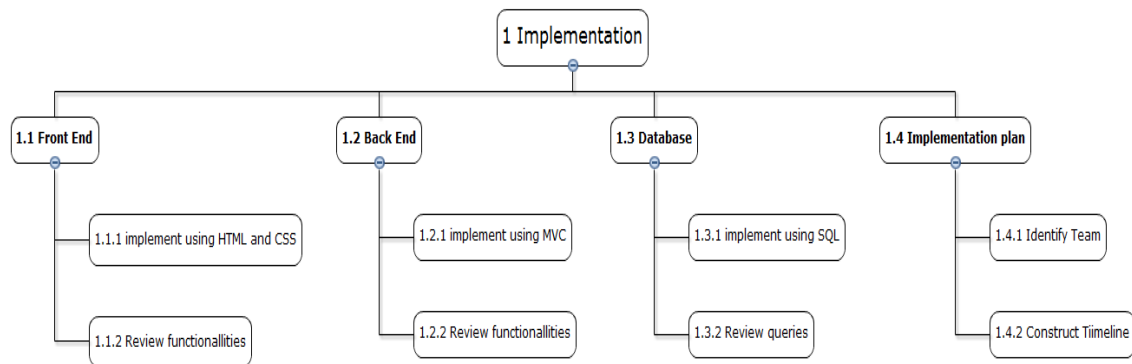 1 Implementation
1.1 Front End
1.2 Back End
1.3 Database
1.4 Implementation plan
1.1.1 implement using HTML and CSS
1.2.1 implement using MVC
1.3.1 implement using SQL
1.4.1 Identify Team
1.1.2 Review functionallities
1.2.2 Review functionallities
1.3.2 Review queries
1.4.2 Construct Tiimeline